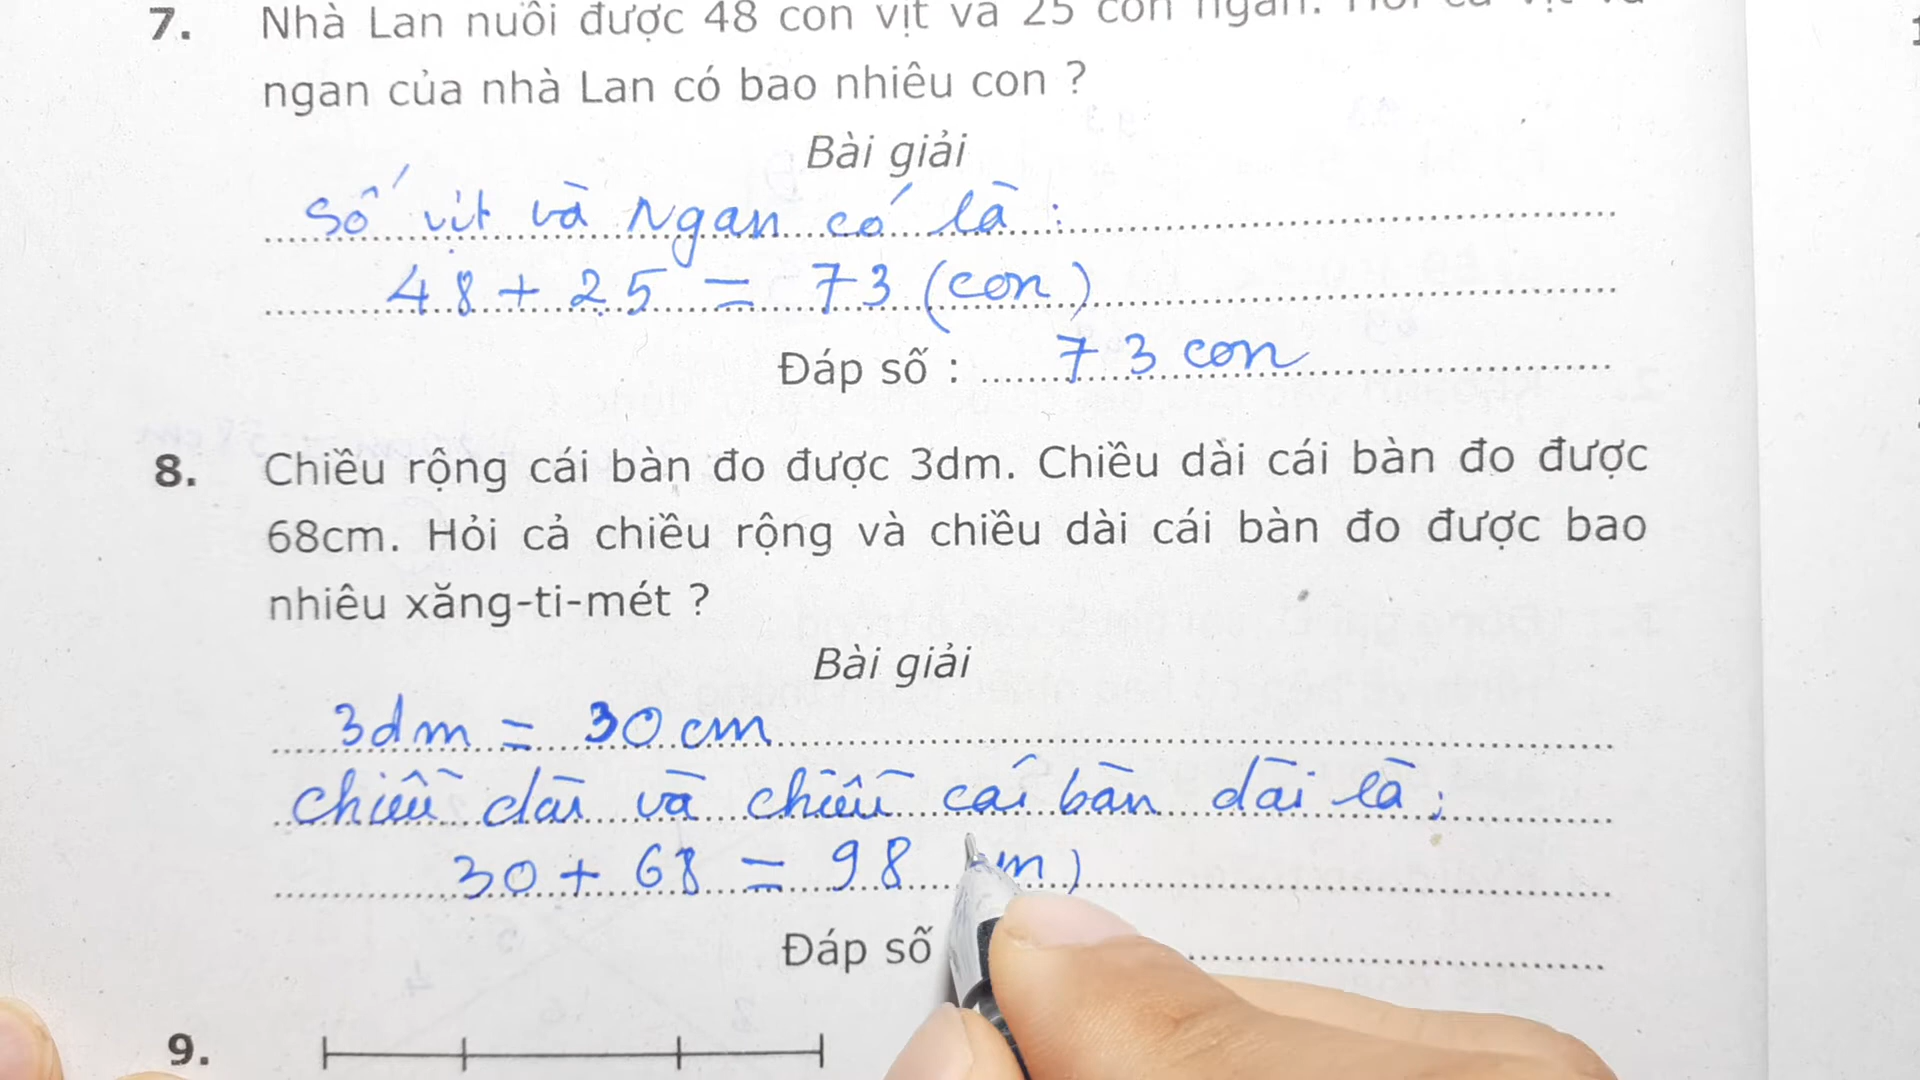 7. Nhà Lan nuôi được 48 con vịt và 25 con ngan. Hỏi cả vịt và
ngan của nhà Lan có bao nhiêu con ?
Bài giải
Số vịt và Ngan có là :
48 + 25 = 73 (con)
Đáp số : 73 con
8. Chiều rộng cái bàn đo được 3dm. Chiều dài cái bàn đo được
68cm. Hỏi cả chiều rộng và chiều dài cái bàn đo được bao
nhiêu xăng-ti-mét ?
Bài giải
3dm = 30 cm
chiều dài và chiều cái bàn dài là :
30 + 68 = 98 m)
Đáp số
9.